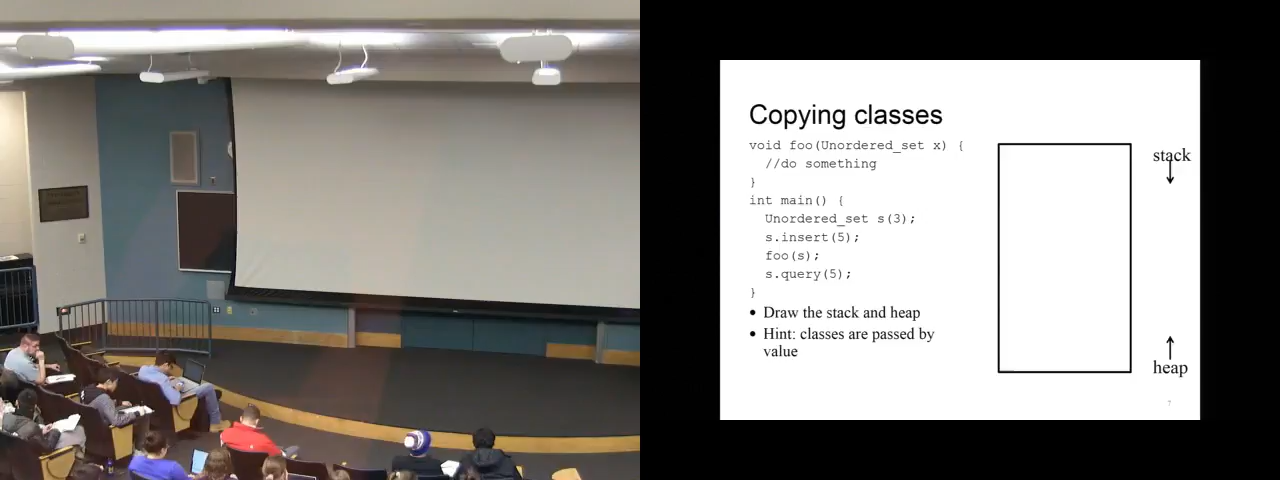 Copying classes
void foo(Unordered_set x) {
//do something
}
int main() {
Unordered_set s(3);
s.insert(5);
foo(s);
s.query(5);
}
• Draw the stack and heap
• Hint: classes are passed by
value
stack
heap
7